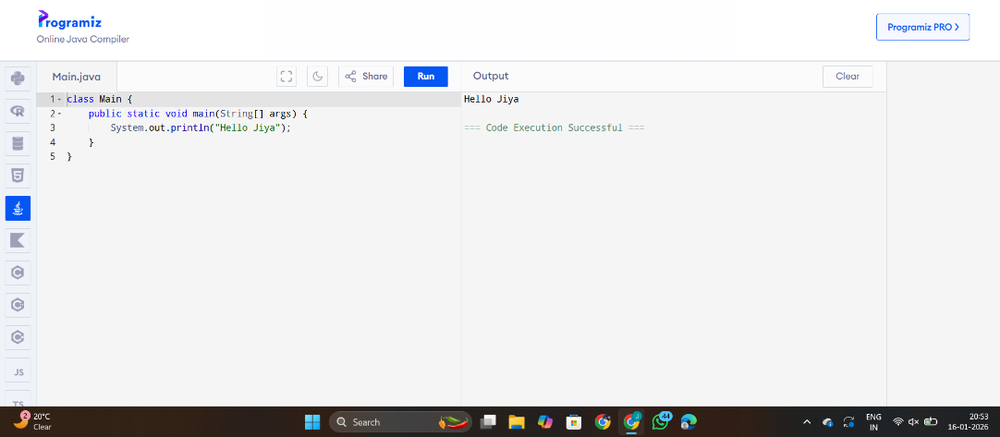 Programiz
Online Java Compiler
Programiz PRO >
Main.java
Share
Run
Output
Clear
1 class Main {
2 public static void main(String[] args) {
3 System.out.println("Hello Jiya");
4 }
5 }
Hello Jiya
=== Code Execution Successful ===
R
5
C
C
C
JS
TS
2
20°C
Clear
Search
J
44
ENG
IN
20:53
16-01-2026